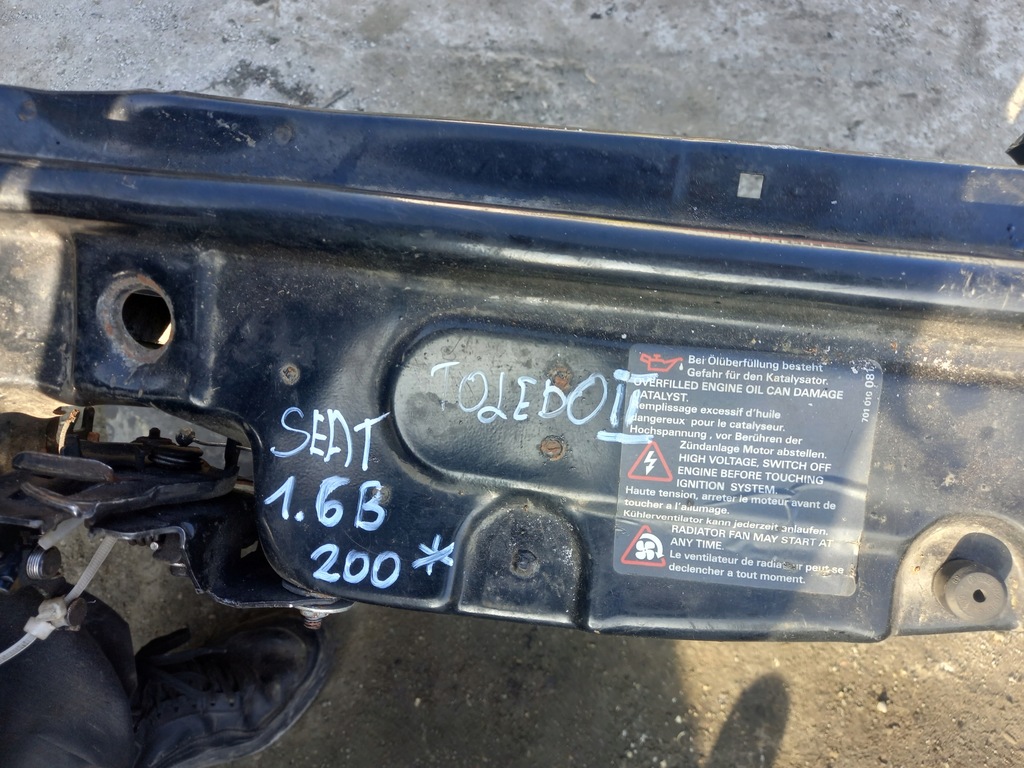 TOLEDO II
SEAT
1.6B
200*
Bei Ölüberfüllung besteht
Gefahr für den Katalysator.
OVERFILLED ENGINE OIL CAN DAMAGE
CATALYST.
Remplissage excessif d'huile
dangereux pour le catalyseur.
Hochspannung, vor Berühren der
Zündanlage Motor abstellen.
HIGH VOLTAGE, SWITCH OFF
ENGINE BEFORE TOUCHING
IGNITION SYSTEM.
Haute tension, arreter le moteur avant de
toucher a l'allumage.
Kühlerventilator kann jederzeit anlaufen.
RADIATOR FAN MAY START AT
ANY TIME.
Le ventilateur de radiateur peut se
declencher a tout moment.
701 010